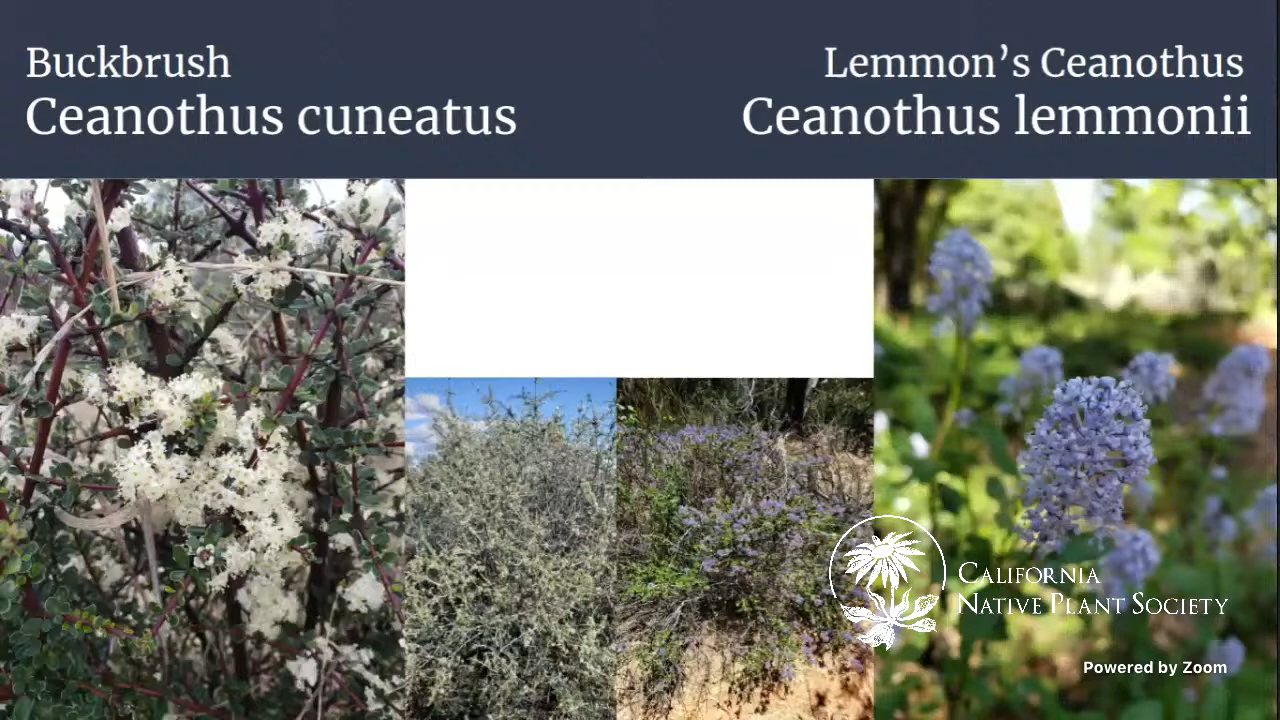 Buckbrush
Ceanothus cuneatus
Lemmon’s Ceanothus
Ceanothus lemmonii
California
Native Plant Society
Powered by Zoom